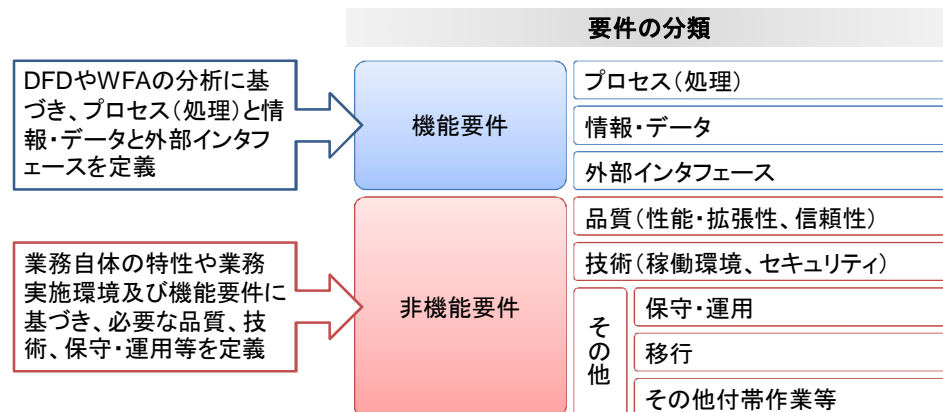 要件の分類
DFDやWFAの分析に基
づき、プロセス(処理)と情
報・データと外部インタフ
ェースを定義
機能要件
プロセス(処理)
情報・データ
外部インタフェース
業務自体の特性や業務
実施環境及び機能要件に
基づき、必要な品質、技
術、保守・運用等を定義
非機能要件
品質(性能・拡張性、信頼性)
技術(稼働環境、セキュリティ)
その他
保守・運用
移行
その他付帯作業等